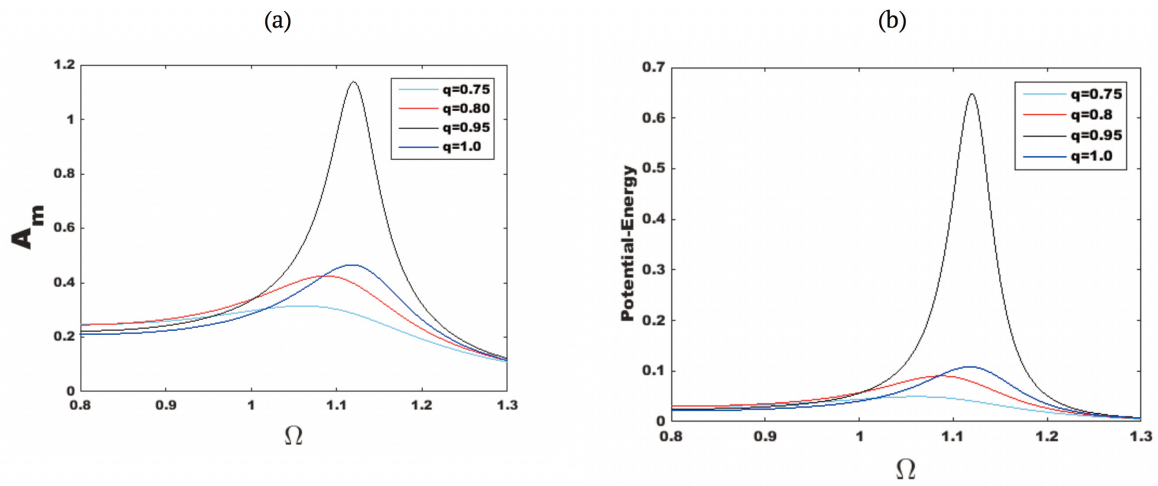 (a)
1.2
1
0.8
0.6
0.4
0.2
0
A_m
q=0.75
q=0.80
q=0.95
q=1.0
0.8 0.9 1 1.1 1.2 1.3
Ω
(b)
0.7
0.6
0.5
0.4
0.3
0.2
0.1
0
Potential-Energy
q=0.75
q=0.8
q=0.95
q=1.0
0.8 0.9 1 1.1 1.2 1.3
Ω